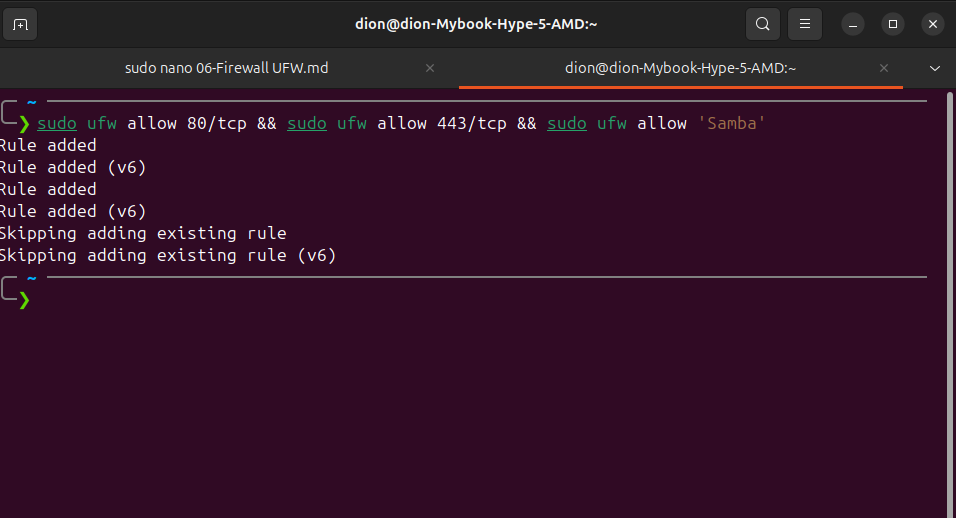 dion@dion-Mybook-Hype-5-AMD:~
sudo nano 06-Firewall UFW.md
dion@dion-Mybook-Hype-5-AMD:~
~
❯ sudo ufw allow 80/tcp && sudo ufw allow 443/tcp && sudo ufw allow 'Samba'
Rule added
Rule added (v6)
Rule added
Rule added (v6)
Skipping adding existing rule
Skipping adding existing rule (v6)
~
❯